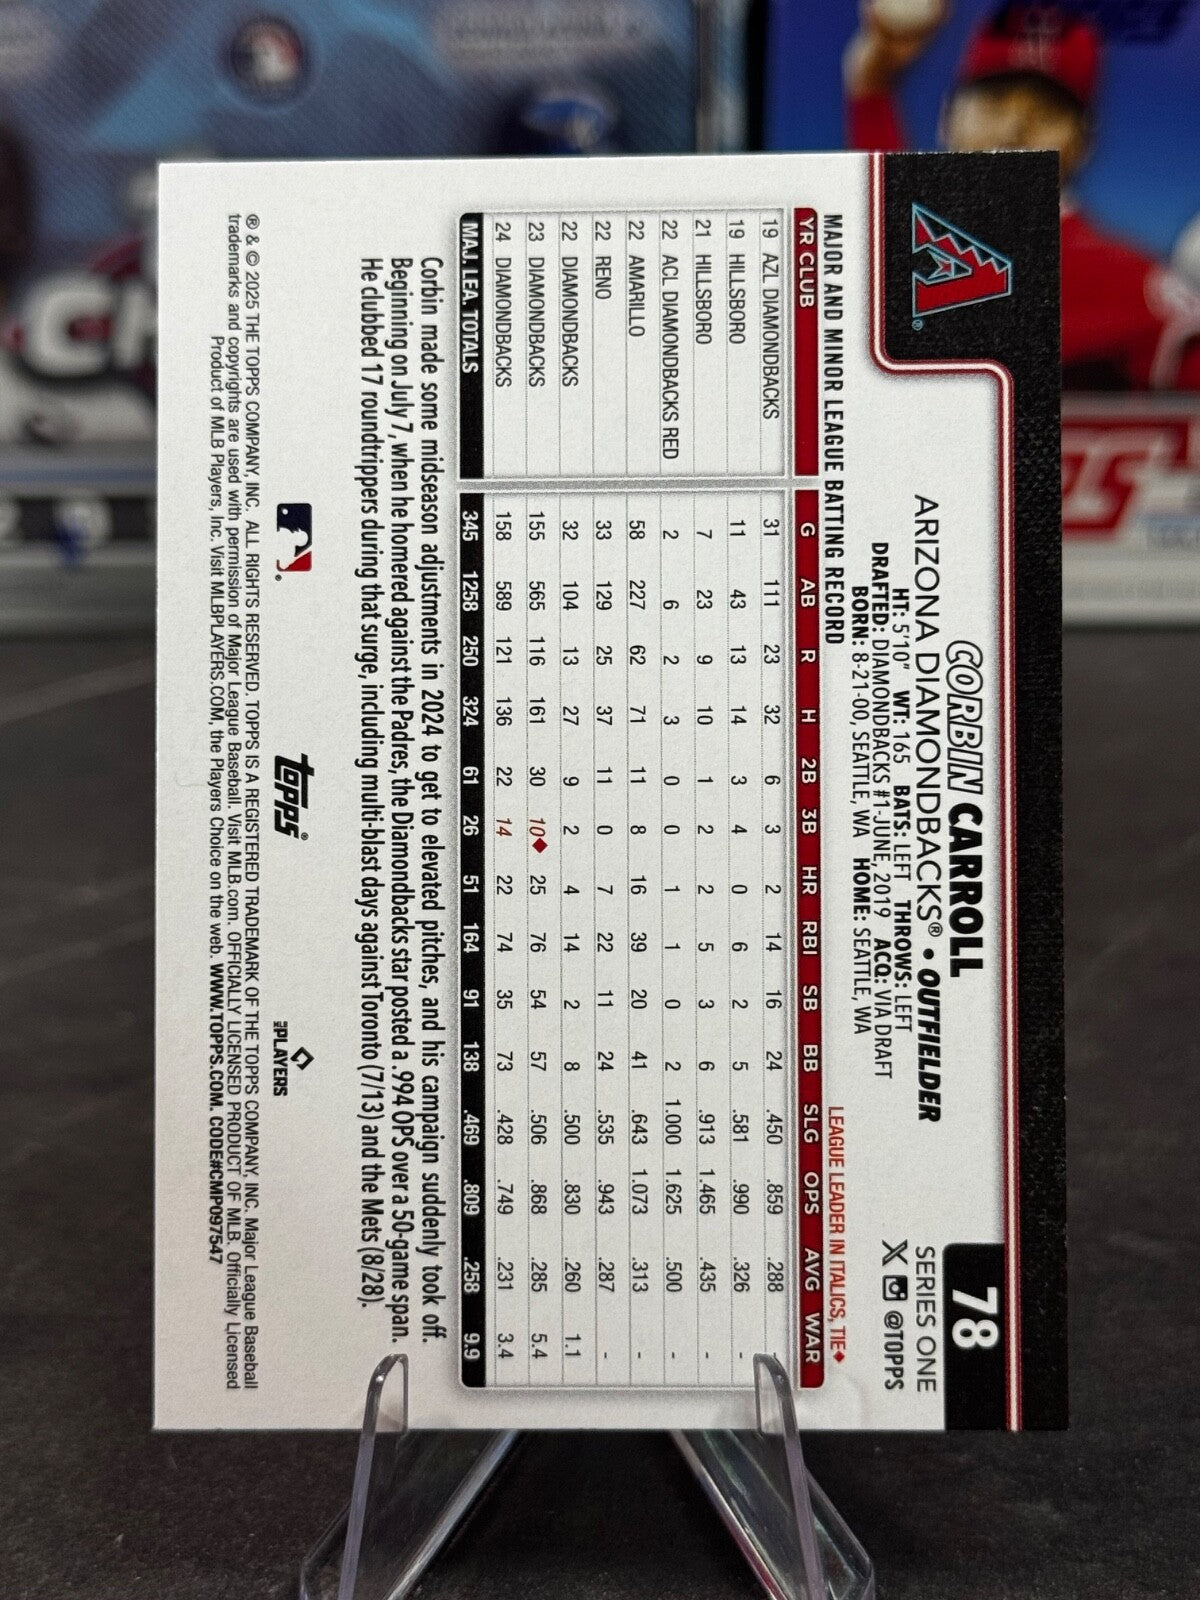 78
CORBIN CARROLL
ARIZONA DIAMONDBACKS® • OUTFIELDER
SERIES ONE
HT: 5'10" WT: 165 BATS: LEFT THROWS: LEFT
@TOPPS
DRAFTED: DIAMONDBACKS #1-JUNE, 2019 ACQ: VIA DRAFT
BORN: 8-21-00, SEATTLE, WA HOME: SEATTLE, WA
MAJOR AND MINOR LEAGUE BATTING RECORD LEAGUE LEADER IN ITALICS, TIE◆
YR CLUB G AB R H 2B 3B HR RBI SB BB SLG OPS AVG WAR
19 AZL DIAMONDBACKS 31 111 23 32 6 3 2 14 16 24 .450 .859 .288 -
19 HILLSBORO 11 43 13 14 3 4 0 6 2 5 .581 .990 .326 -
21 HILLSBORO 7 23 9 10 1 2 2 5 3 6 .913 1.465 .435 -
22 ACL DIAMONDBACKS RED 2 6 2 3 0 0 1 1 0 2 1.000 1.625 .500 -
22 AMARILLO 58 227 62 71 11 8 16 39 20 41 .643 1.073 .313 -
22 RENO 33 129 25 37 11 0 7 22 11 24 .535 .943 .287 -
22 DIAMONDBACKS 32 104 13 27 9 2 4 14 2 8 .500 .830 .260 1.1
23 DIAMONDBACKS 155 565 116 161 30 10◆ 25 76 54 57 .506 .868 .285 5.4
24 DIAMONDBACKS 158 589 121 136 22 14 22 74 35 73 .428 .749 .231 3.4
MAJ. LEA. TOTALS 345 1258 250 324 61 26 51 164 91 138 .469 .809 .258 9.9
Corbin made some midseason adjustments in 2024 to get to elevated pitches, and his campaign suddenly took off.
Beginning on July 7, when he homered against the Padres, the Diamondbacks star posted a .994 OPS over a 50-game span.
He clubbed 17 roundtrippers during that surge, including multi-blast days against Toronto (7/13) and the Mets (8/28).
topps®
PLAYERS
® & © 2025 THE TOPPS COMPANY, INC. ALL RIGHTS RESERVED. TOPPS IS A REGISTERED TRADEMARK OF THE TOPPS COMPANY, INC. Major League Baseball
trademarks and copyrights are used with permission of Major League Baseball. Visit MLB.com. OFFICIALLY LICENSED PRODUCT OF MLB. Officially Licensed
Product of MLB Players, Inc. Visit MLBPLAYERS.COM, the Players Choice on the web. WWW.TOPPS.COM. CODE#CMP097547